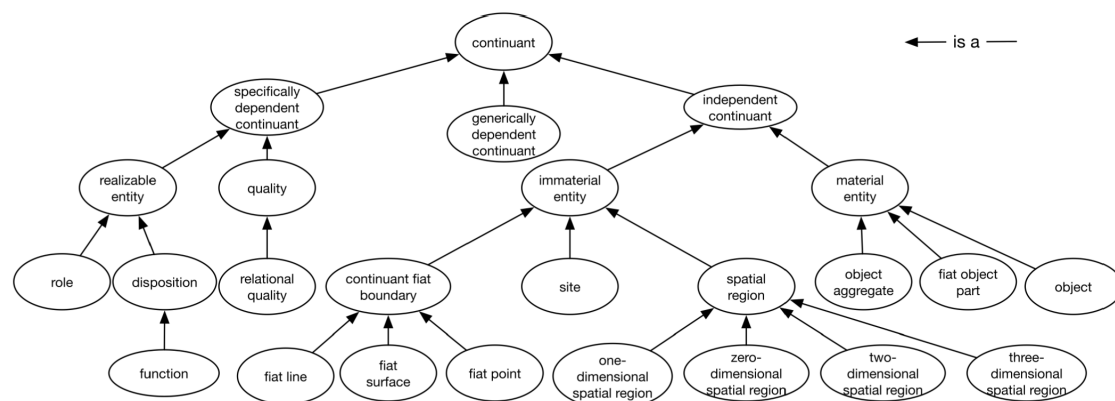 continuant
is a
specifically
dependent
continuant
generically
dependent
continuant
independent
continuant
realizable
entity
quality
immaterial
entity
material
entity
role
disposition
relational
quality
continuant fiat
boundary
site
spatial
region
object
aggregate
fiat object
part
object
function
fiat line
fiat
surface
fiat point
one-
dimensional
spatial region
zero-
dimensional
spatial region
two-
dimensional
spatial region
three-
dimensional
spatial region